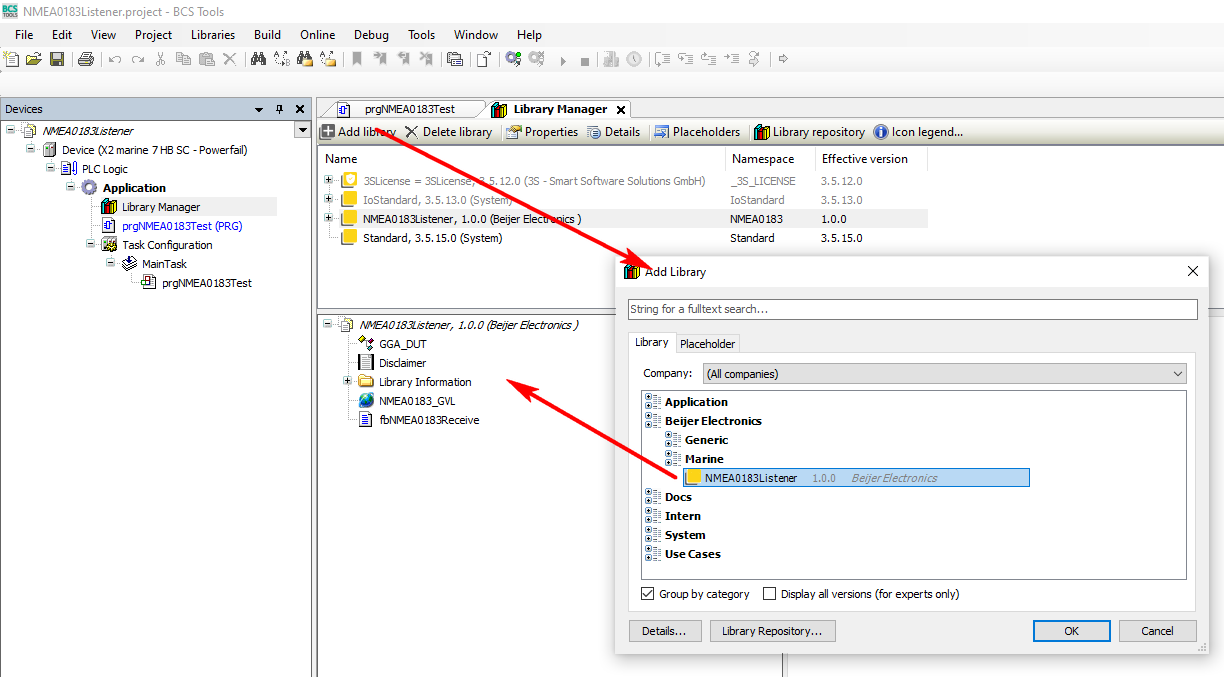 BCS TOOLS NMEA0183Listener.project - BCS Tools
File Edit View Project Libraries Build Online Debug Tools Window Help
Devices
NMEA0183Listener
Device (X2 marine 7 HB SC - Powerfail)
PLC Logic
Application
Library Manager
prgNMEA0183Test (PRG)
Task Configuration
MainTask
prgNMEA0183Test
prgNMEA0183Test Library Manager
Add library Delete library Properties Details Placeholders Library repository Icon legend...
Name Namespace Effective version
3SLicense = 3SLicense, 3.5.12.0 (3S - Smart Software Solutions GmbH) _3S_LICENSE 3.5.12.0
IoStandard, 3.5.13.0 (System) IoStandard 3.5.13.0
NMEA0183Listener, 1.0.0 (Beijer Electronics ) NMEA0183 1.0.0
Standard, 3.5.15.0 (System) Standard 3.5.15.0
NMEA0183Listener, 1.0.0 (Beijer Electronics )
GGA_DUT
Disclaimer
Library Information
NMEA0183_GVL
fbNMEA0183Receive
Add Library
String for a fulltext search...
Library Placeholder
Company: (All companies)
Application
Beijer Electronics
Generic
Marine
NMEA0183Listener 1.0.0 Beijer Electronics
Docs
Intern
System
Use Cases
Group by category Display all versions (for experts only)
Details... Library Repository... OK Cancel